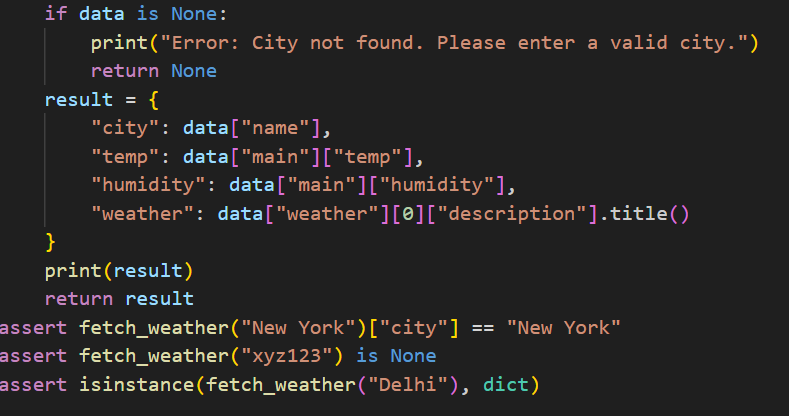 if data is None:
print("Error: City not found. Please enter a valid city.")
return None
result = {
"city": data["name"],
"temp": data["main"]["temp"],
"humidity": data["main"]["humidity"],
"weather": data["weather"][0]["description"].title()
}
print(result)
return result
assert fetch_weather("New York")["city"] == "New York"
assert fetch_weather("xyz123") is None
assert isinstance(fetch_weather("Delhi"), dict)